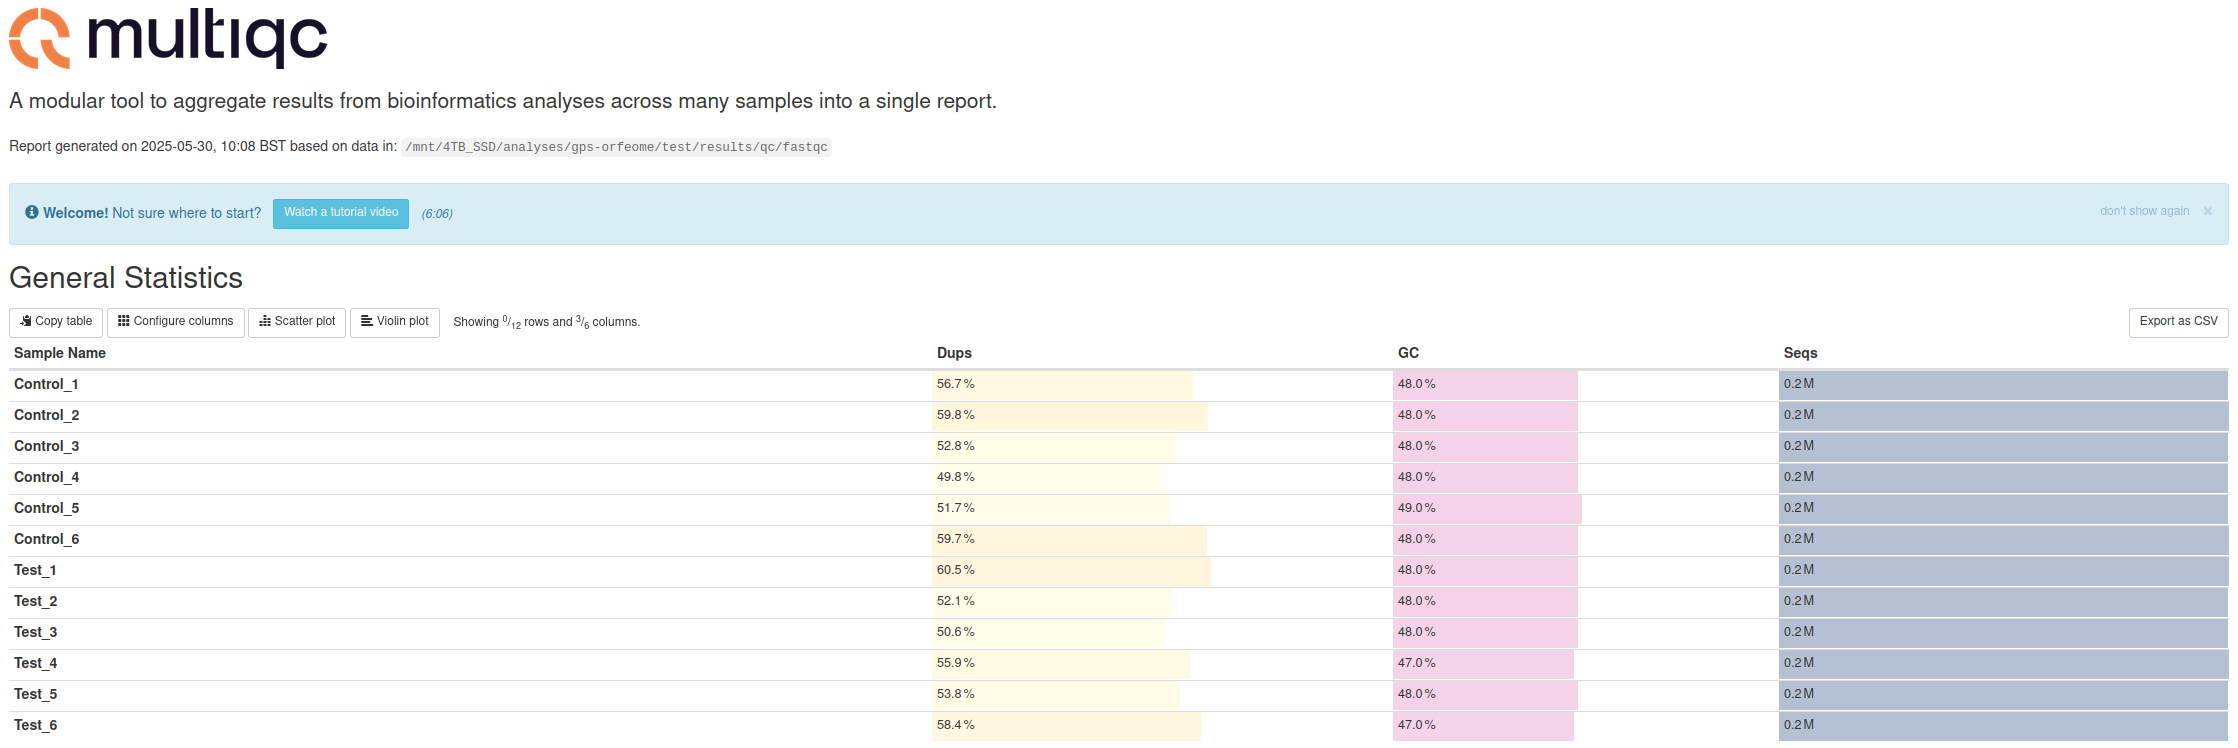 multiqc
A modular tool to aggregate results from bioinformatics analyses across many samples into a single report.
Report generated on 2025-05-30, 10:08 BST based on data in: /mnt/4TB_SSD/analyses/gps-orfeome/test/results/qc/fastqc
Welcome! Not sure where to start? Watch a tutorial video (6:06) don't show again ×
General Statistics
Copy table Configure columns Scatter plot Violin plot Showing 0/12 rows and 3/6 columns. Export as CSV
Sample Name Dups GC Seqs
Control_1 56.7% 48.0% 0.2M
Control_2 59.8% 48.0% 0.2M
Control_3 52.8% 48.0% 0.2M
Control_4 49.8% 48.0% 0.2M
Control_5 51.7% 49.0% 0.2M
Control_6 59.7% 48.0% 0.2M
Test_1 60.5% 48.0% 0.2M
Test_2 52.1% 48.0% 0.2M
Test_3 50.6% 48.0% 0.2M
Test_4 55.9% 47.0% 0.2M
Test_5 53.8% 48.0% 0.2M
Test_6 58.4% 47.0% 0.2M